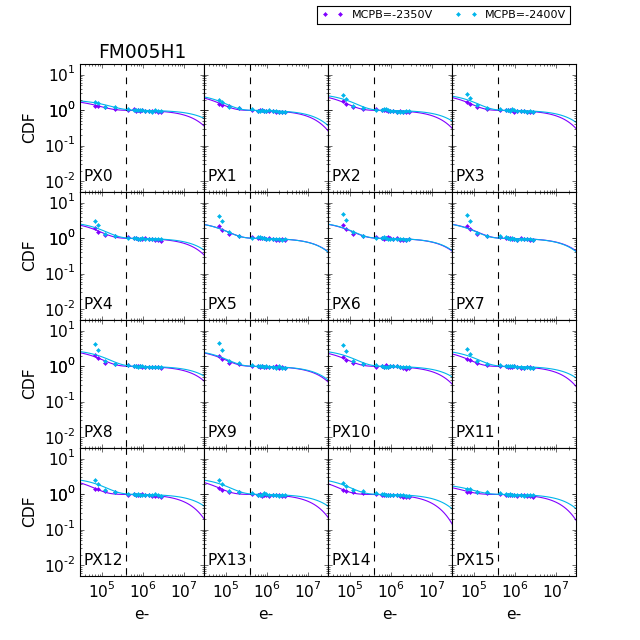 MCPB=-2350V MCPB=-2400V
FM005H1
CDF 10¹ 10⁰ 10⁻¹ 10⁻² PX0 PX1 PX2 PX3
CDF 10¹ 10⁰ 10⁻¹ 10⁻² PX4 PX5 PX6 PX7
CDF 10¹ 10⁰ 10⁻¹ 10⁻² PX8 PX9 PX10 PX11
CDF 10¹ 10⁰ 10⁻¹ 10⁻² PX12 PX13 PX14 PX15
10⁵ 10⁶ 10⁷ 10⁵ 10⁶ 10⁷ 10⁵ 10⁶ 10⁷ 10⁵ 10⁶ 10⁷
e- e- e- e-